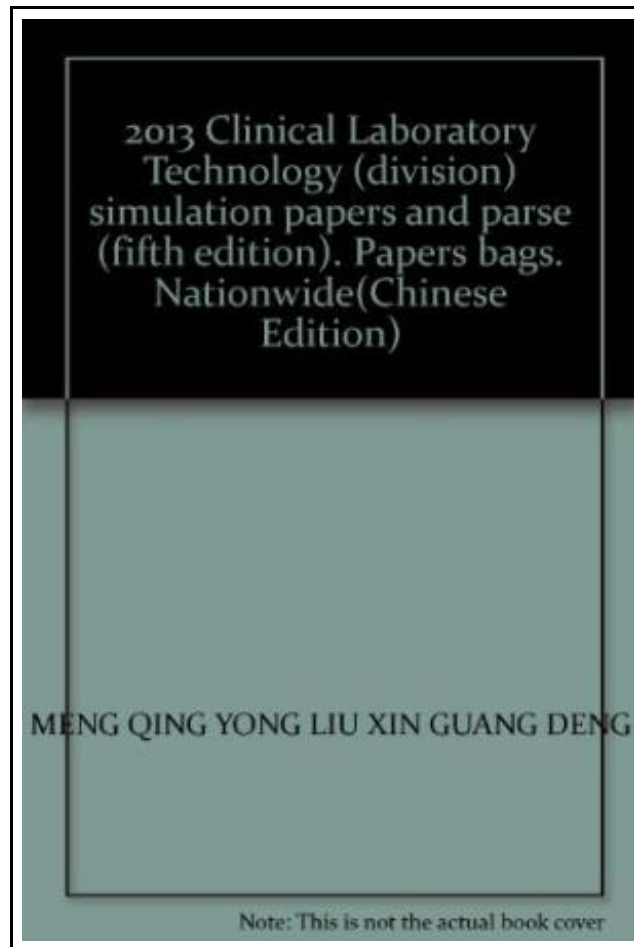 2013 Clinical Laboratory
Technology (division)
simulation papers and parse
(fifth edition). Papers bags.
Nationwide(Chinese
Edition)
MENG QING YONG LIU XIN GUANG DENG
Note: This is not the actual book cover